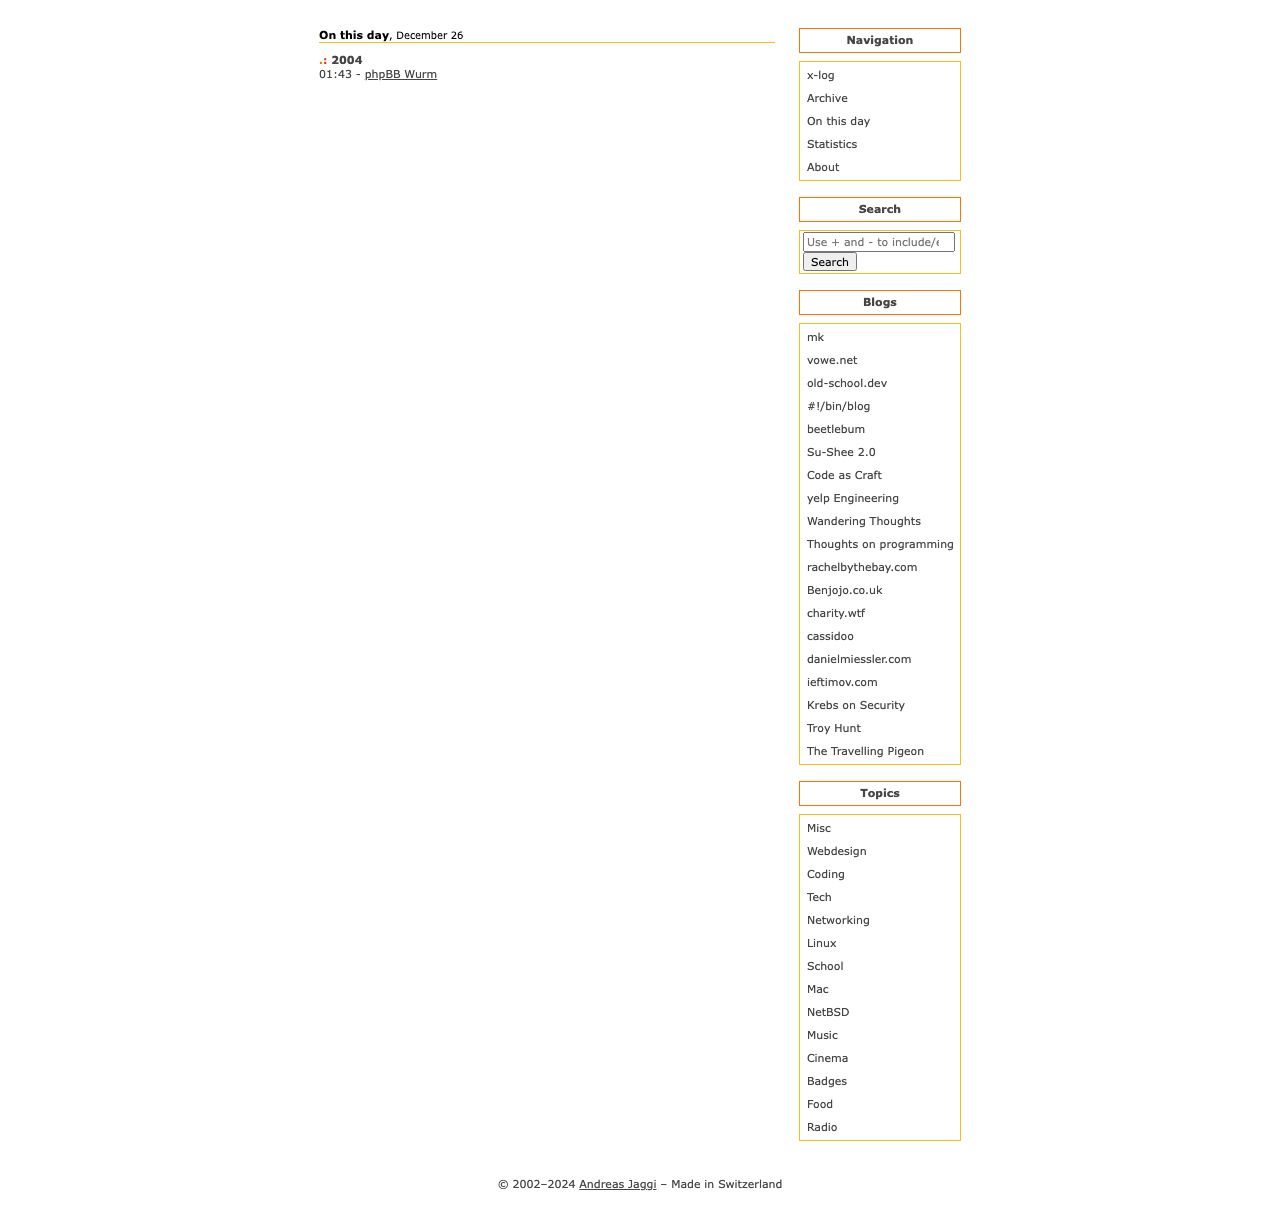 On this day, December 26
.: 2004
01:43 - phpBB Wurm
Navigation
x-log
Archive
On this day
Statistics
About
Search
Use + and - to include/e
Search
Blogs
mk
vowe.net
old-school.dev
#!/bin/blog
beetlebum
Su-Shee 2.0
Code as Craft
yelp Engineering
Wandering Thoughts
Thoughts on programming
rachelbythebay.com
Benjojo.co.uk
charity.wtf
cassidoo
danielmiessler.com
ieftimov.com
Krebs on Security
Troy Hunt
The Travelling Pigeon
Topics
Misc
Webdesign
Coding
Tech
Networking
Linux
School
Mac
NetBSD
Music
Cinema
Badges
Food
Radio
© 2002–2024 Andreas Jaggi – Made in Switzerland